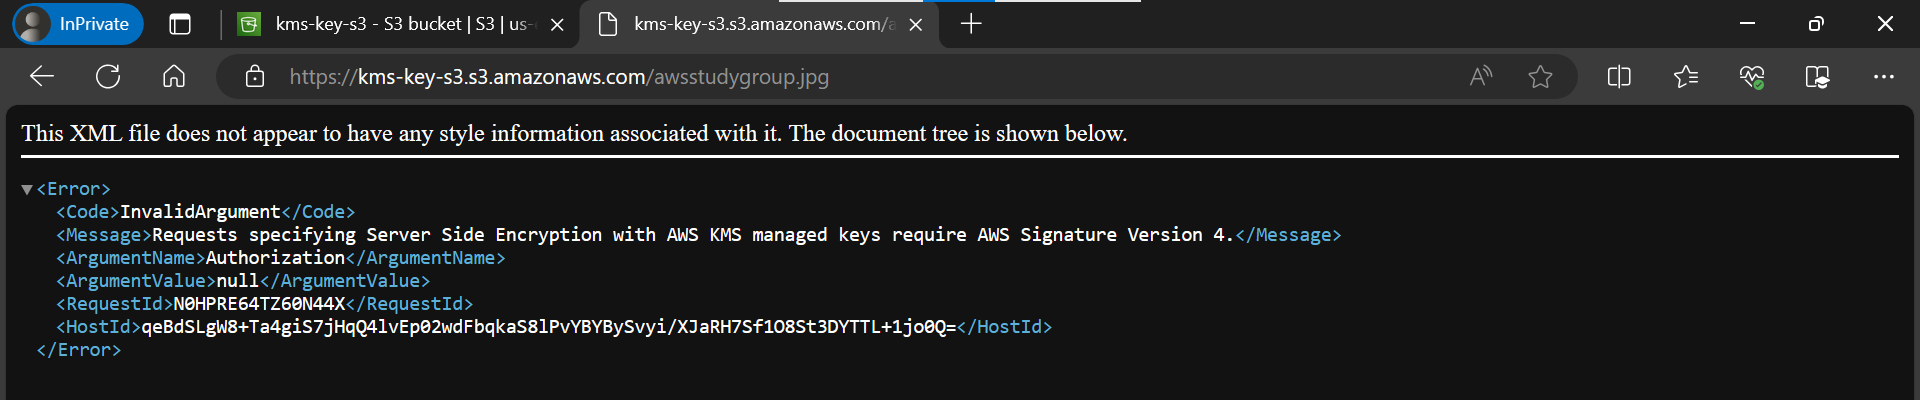 InPrivate
kms-key-s3 - S3 bucket | S3 | us-
kms-key-s3.s3.amazonaws.com/a
https://kms-key-s3.s3.amazonaws.com/awsstudygroup.jpg
This XML file does not appear to have any style information associated with it. The document tree is shown below.
<Error>
<Code>InvalidArgument</Code>
<Message>Requests specifying Server Side Encryption with AWS KMS managed keys require AWS Signature Version 4.</Message>
<ArgumentName>Authorization</ArgumentName>
<ArgumentValue>null</ArgumentValue>
<RequestId>N0HPRE64TZ60N44X</RequestId>
<HostId>qeBdSLgW8+Ta4giS7jHqQ4lvEp02wdFbqkaS8lPvYBYBySvyi/XJaRH7Sf1O8St3DYTTL+1jo0Q=</HostId>
</Error>